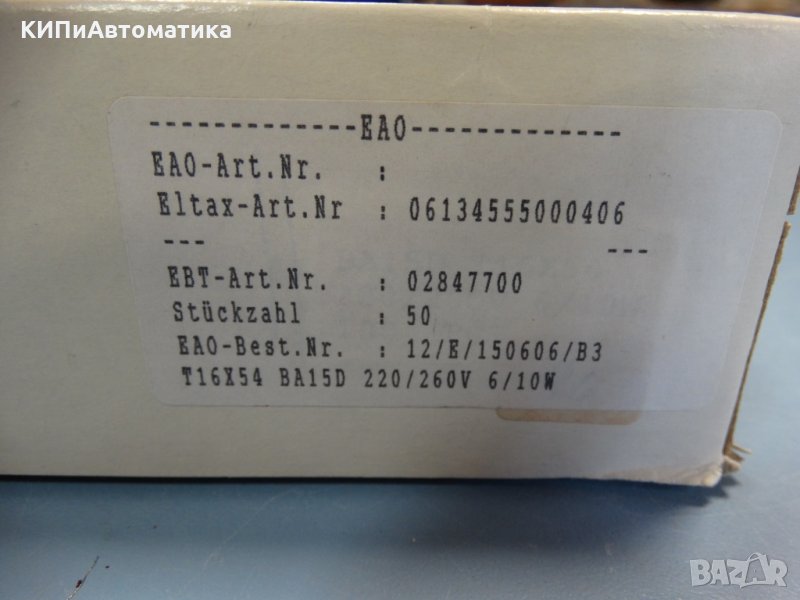 КИПиАвтоматика
-------------EAO-------------
EAO-Art.Nr. :
Eltax-Art.Nr : 06134555000406
--- ---
EBT-Art.Nr. : 02847700
Stückzahl : 50
EAO-Best.Nr. : 12/E/150606/B3
T16X54 BA15D 220/260V 6/10W
BAZAR